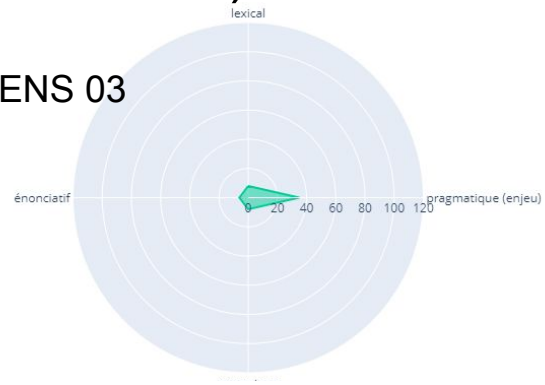 lexical
ENS 03
énonciatif
0 20 40 60 80 100 120
pragmatique (enjeu)